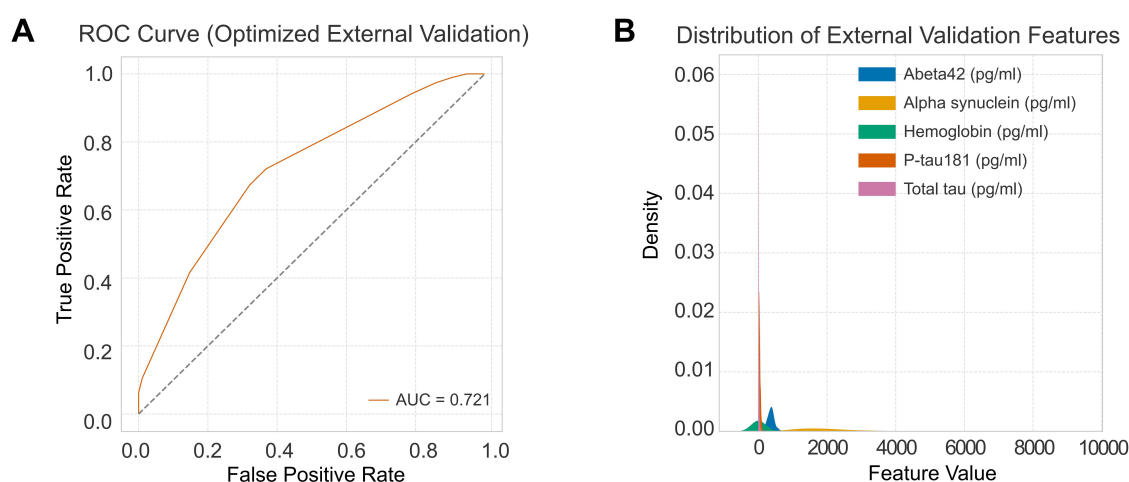 A
ROC Curve (Optimized External Validation)
1.0
0.8
0.6
0.4
0.2
0.0
True Positive Rate
AUC = 0.721
0.0 0.2 0.4 0.6 0.8 1.0
False Positive Rate
B
Distribution of External Validation Features
0.06
0.05
0.04
0.03
0.02
0.01
0.00
Density
Abeta42 (pg/ml)
Alpha synuclein (pg/ml)
Hemoglobin (pg/ml)
P-tau181 (pg/ml)
Total tau (pg/ml)
0 2000 4000 6000 8000 10000
Feature Value